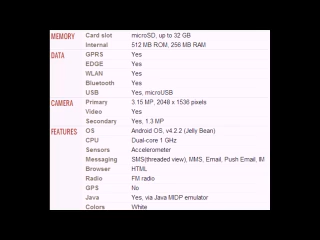 MEMORY Card slot microSD, up to 32 GB
Internal 512 MB ROM, 256 MB RAM
DATA GPRS Yes
EDGE Yes
WLAN Yes
Bluetooth Yes
USB Yes, microUSB
CAMERA Primary 3.15 MP, 2048 x 1536 pixels
Video Yes
Secondary Yes, 1.3 MP
FEATURES OS Android OS, v4.2.2 (Jelly Bean)
CPU Dual-core 1 GHz
Sensors Accelerometer
Messaging SMS(threaded view), MMS, Email, Push Email, IM
Browser HTML
Radio FM radio
GPS No
Java Yes, via Java MIDP emulator
Colors White